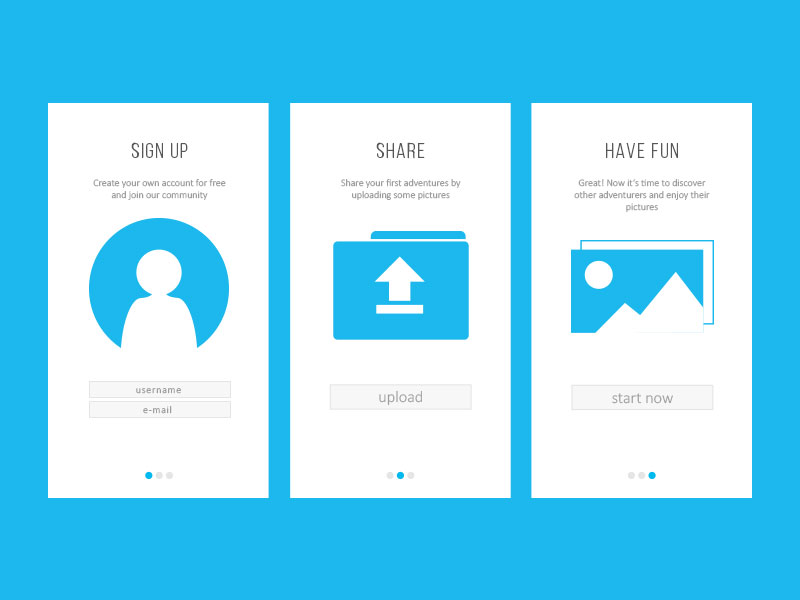 SIGN UP
Create your own account for free
and join our community
username
e-mail
SHARE
Share your first adventures by
uploading some pictures
upload
HAVE FUN
Great! Now it's time to discover
other adventurers and enjoy their
pictures
start now